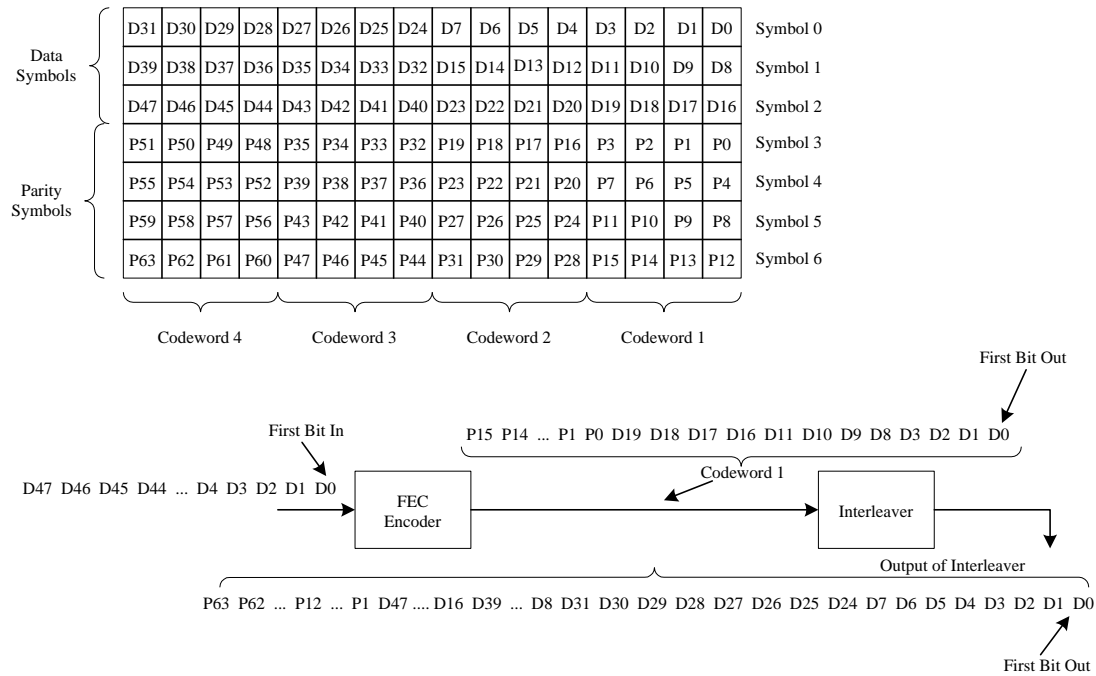 D31 D30 D29 D28 D27 D26 D25 D24 D7 D6 D5 D4 D3 D2 D1 D0 Symbol 0
Data Symbols
D39 D38 D37 D36 D35 D34 D33 D32 D15 D14 D13 D12 D11 D10 D9 D8 Symbol 1
D47 D46 D45 D44 D43 D42 D41 D40 D23 D22 D21 D20 D19 D18 D17 D16 Symbol 2
P51 P50 P49 P48 P35 P34 P33 P32 P19 P18 P17 P16 P3 P2 P1 P0 Symbol 3
Parity Symbols
P55 P54 P53 P52 P39 P38 P37 P36 P23 P22 P21 P20 P7 P6 P5 P4 Symbol 4
P59 P58 P57 P56 P43 P42 P41 P40 P27 P26 P25 P24 P11 P10 P9 P8 Symbol 5
P63 P62 P61 P60 P47 P46 P45 P44 P31 P30 P29 P28 P15 P14 P13 P12 Symbol 6
Codeword 4 Codeword 3 Codeword 2 Codeword 1
First Bit Out
P15 P14 ... P1 P0 D19 D18 D17 D16 D11 D10 D9 D8 D3 D2 D1 D0
Codeword 1
First Bit In
D47 D46 D45 D44 ... D4 D3 D2 D1 D0
FEC
Encoder
Interleaver
Output of Interleaver
P63 P62 ... P12 ... P1 D47 .... D16 D39 ... D8 D31 D30 D29 D28 D27 D26 D25 D24 D7 D6 D5 D4 D3 D2 D1 D0
First Bit Out